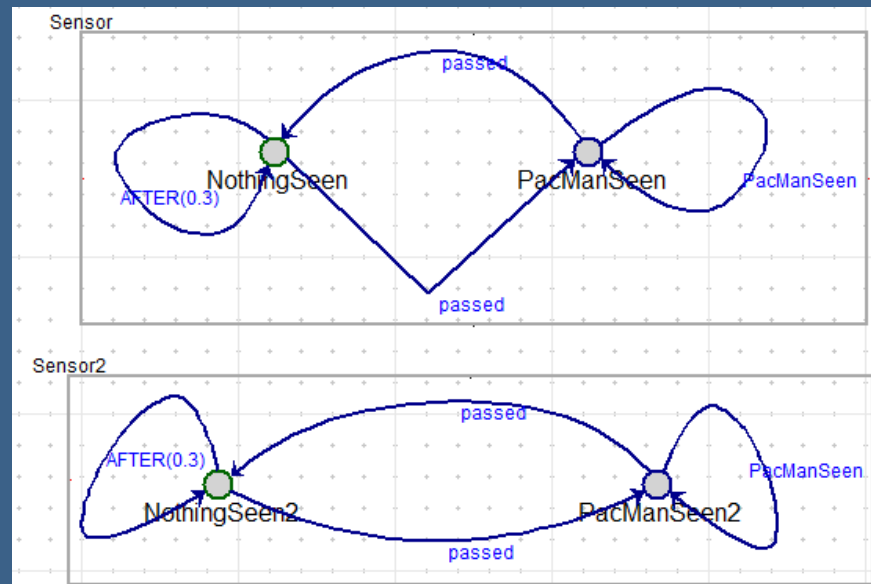 Sensor
passed
NothingSeen
PacManSeen
AFTER(0.3)
PacManSeen
passed
Sensor2
passed
AFTER(0.3)
PacManSeen
NothingSeen2
PacManSeen2
passed